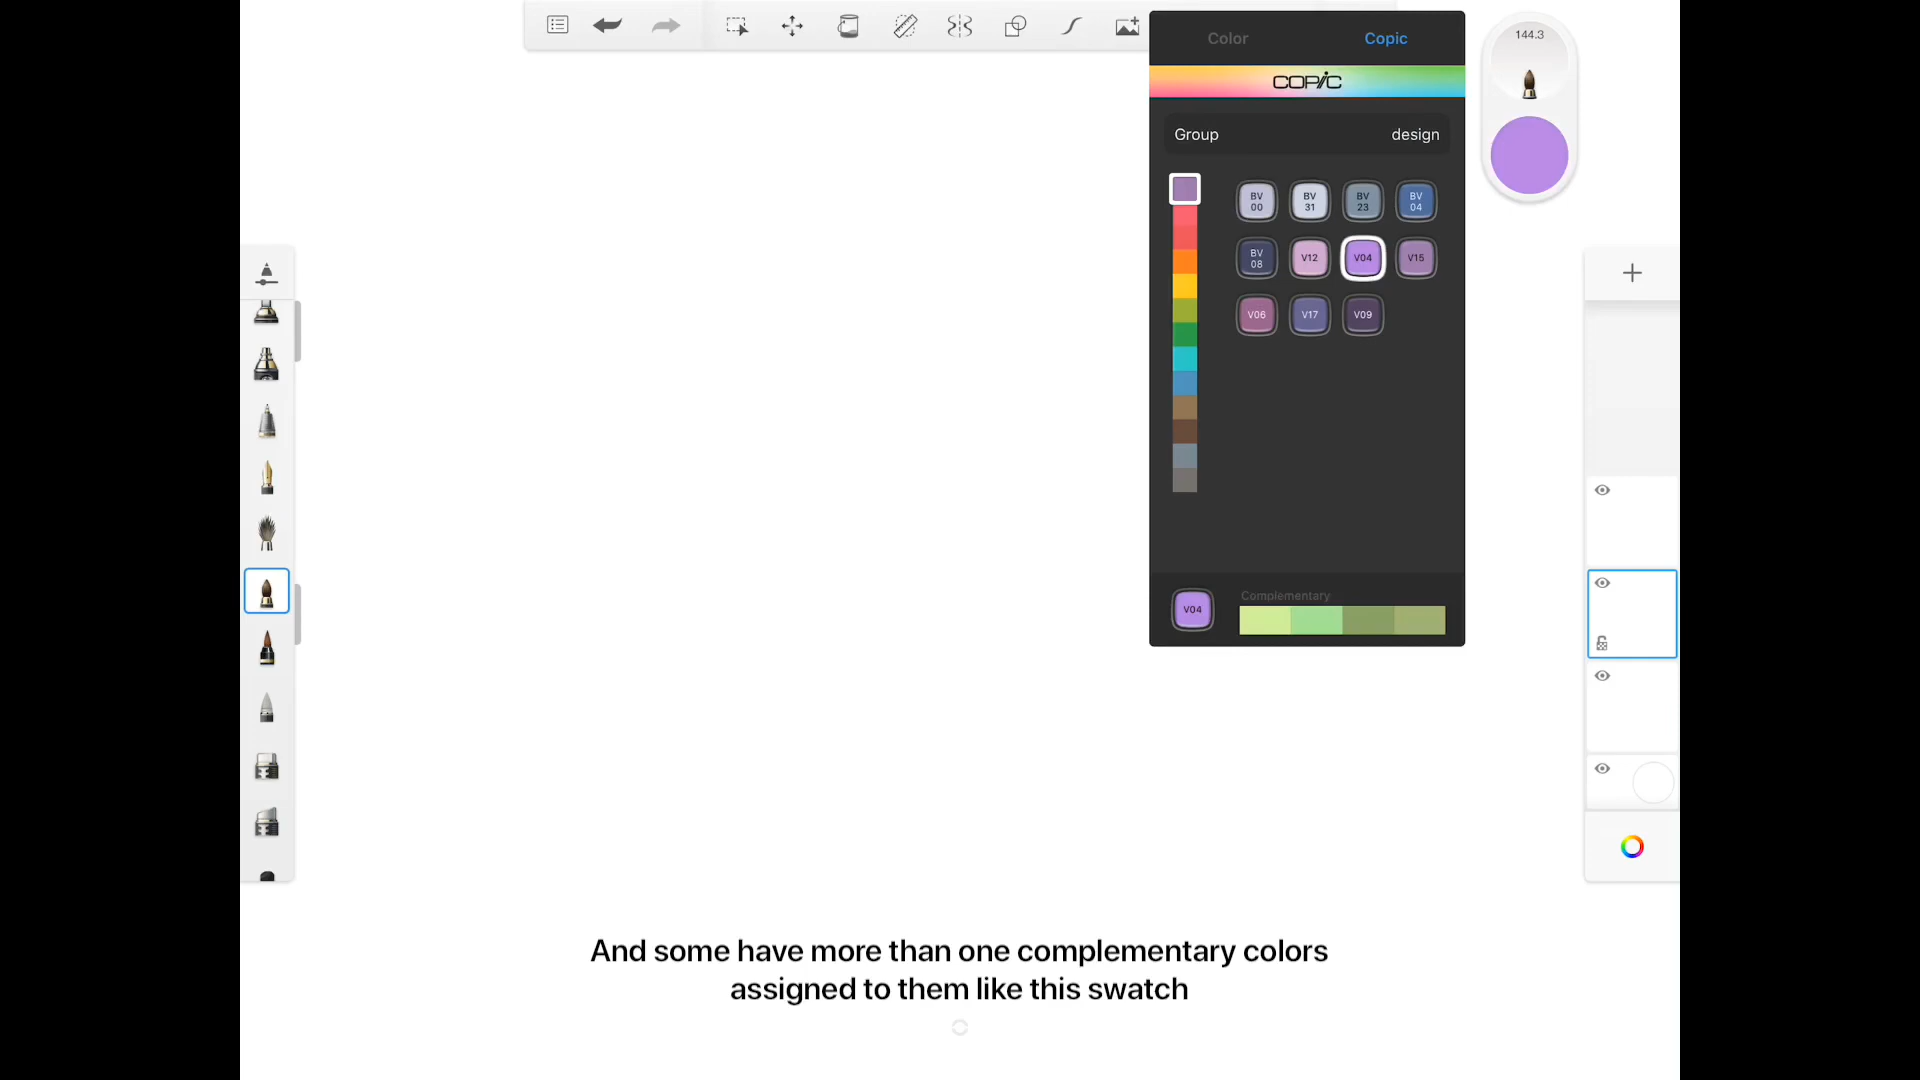 144.3
Color Copic
COPIC
Group design
BV 00 BV 31 BV 23 BV 04
BV 08 V12 V04 V15
V06 V17 V09
V04 Complementary
And some have more than one complementary colors
assigned to them like this swatch